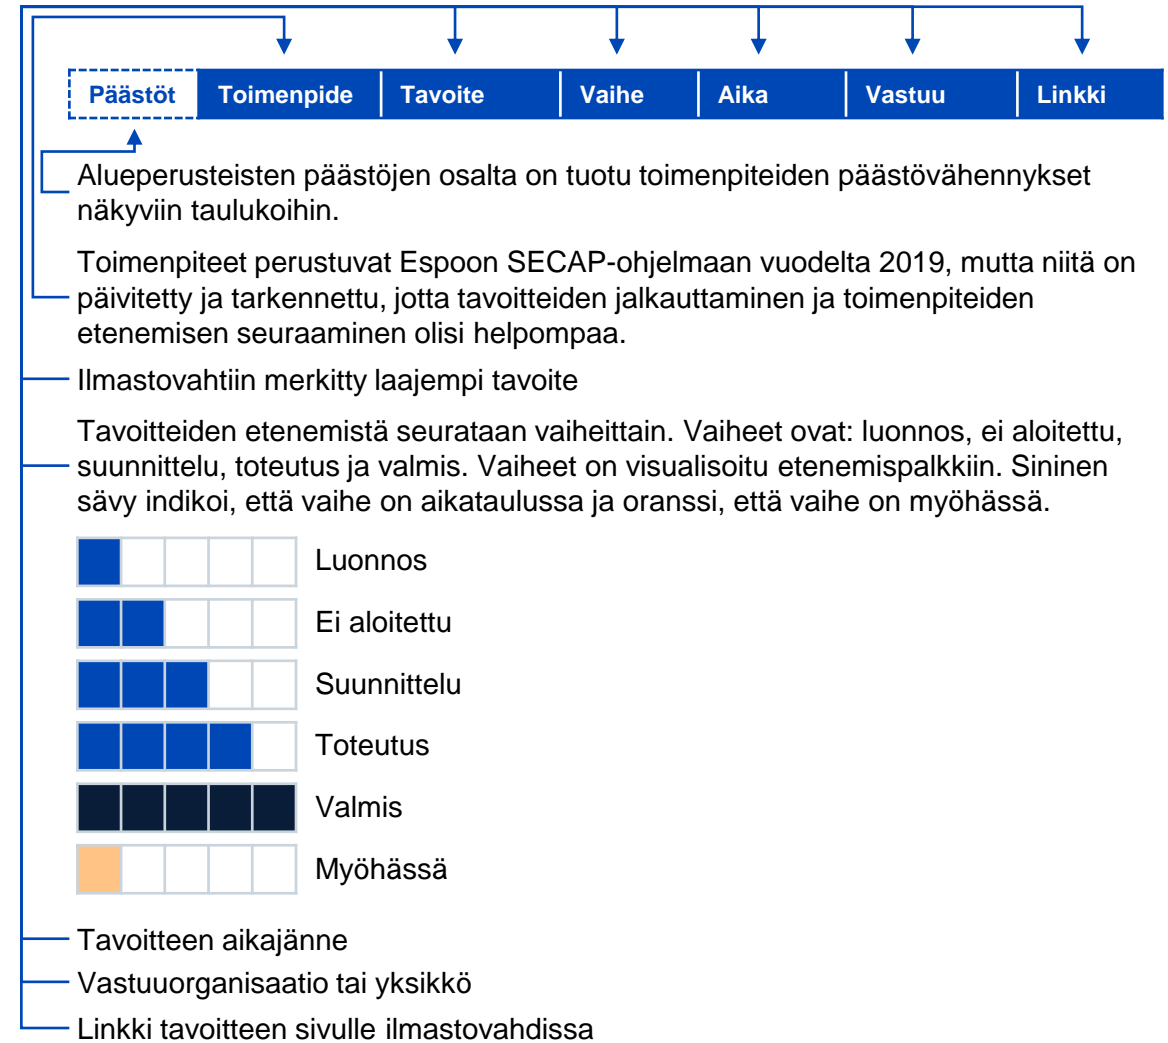 Päästöt Toimenpide Tavoite Vaihe Aika Vastuu Linkki
Alueperusteisten päästöjen osalta on tuotu toimenpiteiden päästövähennykset
näkyviin taulukoihin.
Toimenpiteet perustuvat Espoon SECAP-ohjelmaan vuodelta 2019, mutta niitä on
päivitetty ja tarkennettu, jotta tavoitteiden jalkauttaminen ja toimenpiteiden
etenemisen seuraaminen olisi helpompaa.
Ilmastovahtiin merkitty laajempi tavoite
Tavoitteiden etenemistä seurataan vaiheittain. Vaiheet ovat: luonnos, ei aloitettu,
suunnittelu, toteutus ja valmis. Vaiheet on visualisoitu etenemispalkkiin. Sininen
sävy indikoi, että vaihe on aikataulussa ja oranssi, että vaihe on myöhässä.
Luonnos
Ei aloitettu
Suunnittelu
Toteutus
Valmis
Myöhässä
Tavoitteen aikajänne
Vastuuorganisaatio tai yksikkö
Linkki tavoitteen sivulle ilmastovahdissa